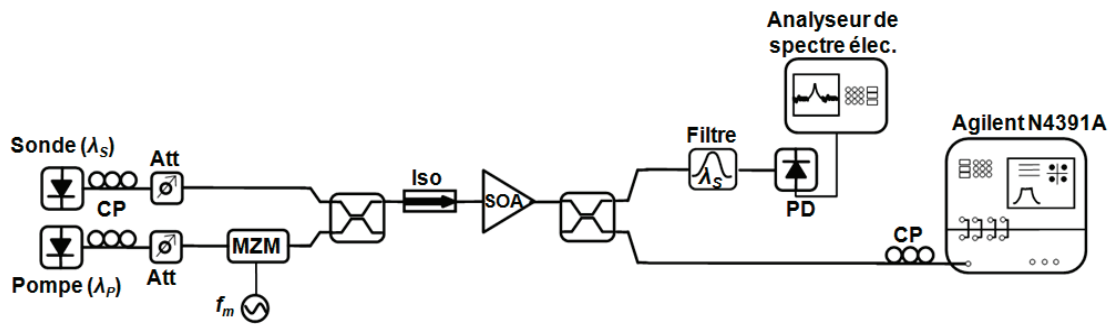 Analyseur de
spectre élec.
Agilent N4391A
Sonde (λS)
Att
Filtre
Iso
λS
SOA
CP
PD
MZM
CP
Att
Pompe (λP)
fm